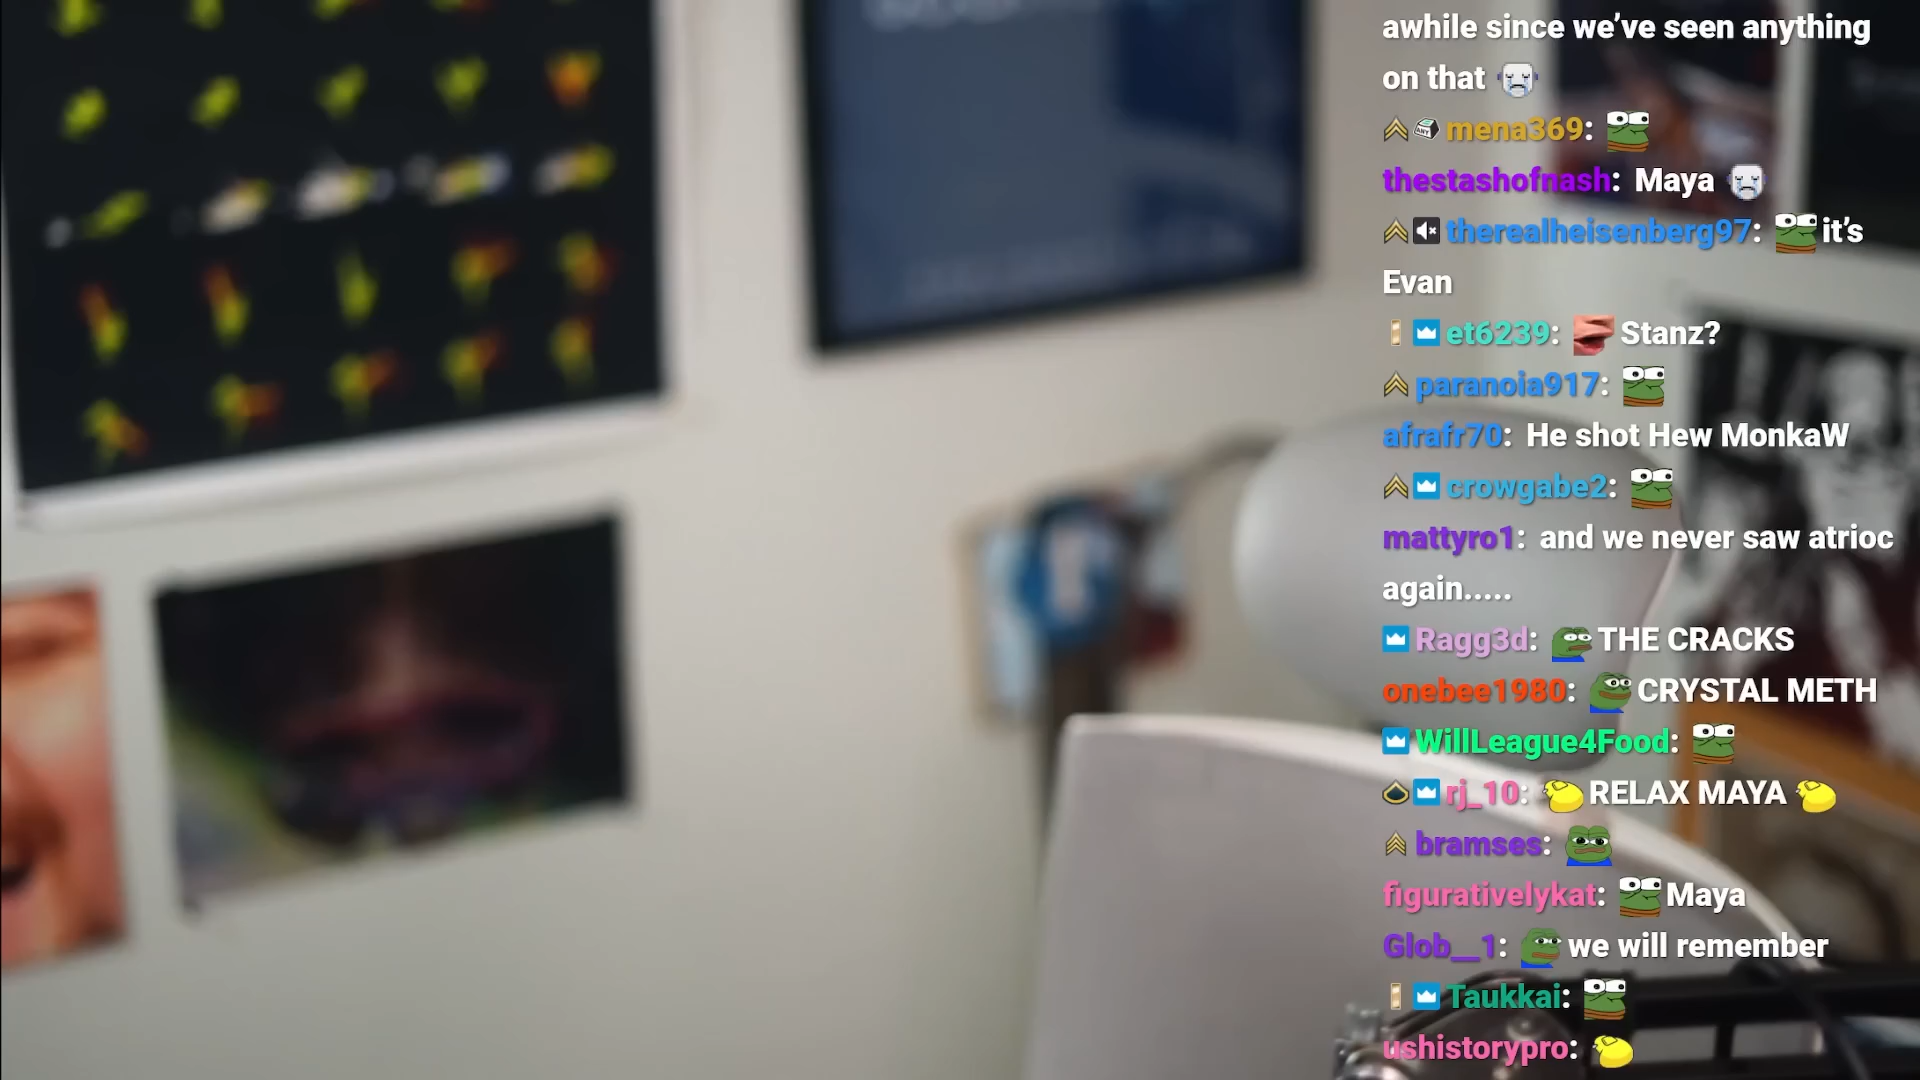 awhile since we've seen anything
on that
mena369:
thestashofnash: Maya
therealheisenberg97: it's
Evan
et6239: Stanz?
paranoia917:
afrafr70: He shot Hew MonkaW
crowgabe2:
mattyro1: and we never saw atrioc
again.....
Ragg3d: THE CRACKS
onebee1980: CRYSTAL METH
WillLeague4Food:
rj_10: RELAX MAYA
bramses:
figurativelykat: Maya
Glob__1: we will remember
Taukkai:
ushistorypro: